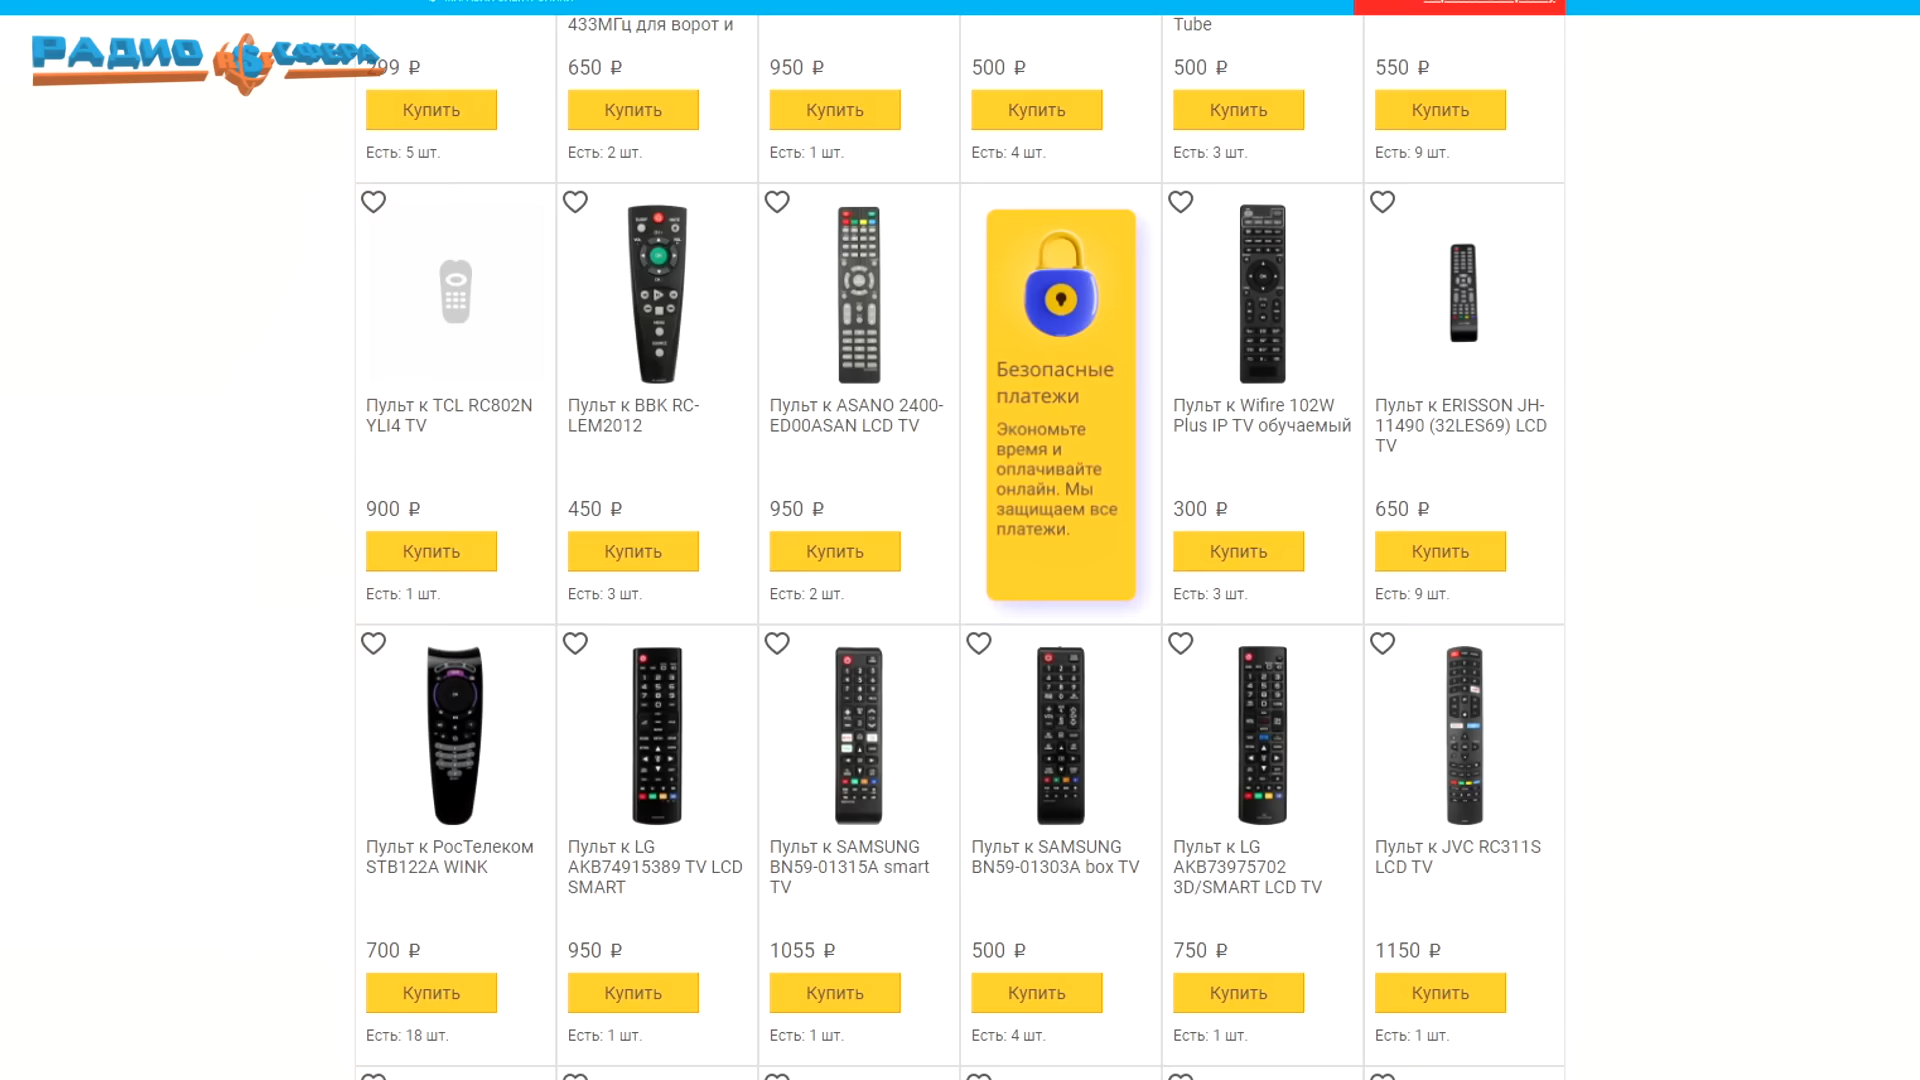 РАДИО СФЕРА
433МГц для ворот и
Tube
299 ₽
650 ₽
950 ₽
500 ₽
500 ₽
550 ₽
Купить
Купить
Купить
Купить
Купить
Купить
Есть: 5 шт.
Есть: 2 шт.
Есть: 1 шт.
Есть: 4 шт.
Есть: 3 шт.
Есть: 9 шт.
Пульт к TCL RC802N
YLI4 TV
900 ₽
Купить
Есть: 1 шт.
Пульт к BBK RC-
LEM2012
450 ₽
Купить
Есть: 3 шт.
Пульт к ASANO 2400-
ED00ASAN LCD TV
950 ₽
Купить
Есть: 2 шт.
Безопасные
платежи
Экономьте
время и
оплачивайте
онлайн. Мы
защищаем все
платежи.
Пульт к Wifire 102W
Plus IP TV обучаемый
300 ₽
Купить
Есть: 3 шт.
Пульт к ERISSON JH-
11490 (32LES69) LCD
TV
650 ₽
Купить
Есть: 9 шт.
Пульт к РосТелеком
STB122A WINK
700 ₽
Купить
Есть: 18 шт.
Пульт к LG
AKB74915389 TV LCD
SMART
950 ₽
Купить
Есть: 1 шт.
Пульт к SAMSUNG
BN59-01315A smart
TV
1055 ₽
Купить
Есть: 1 шт.
Пульт к SAMSUNG
BN59-01303A box TV
500 ₽
Купить
Есть: 4 шт.
Пульт к LG
AKB73975702
3D/SMART LCD TV
750 ₽
Купить
Есть: 1 шт.
Пульт к JVC RC311S
LCD TV
1150 ₽
Купить
Есть: 1 шт.